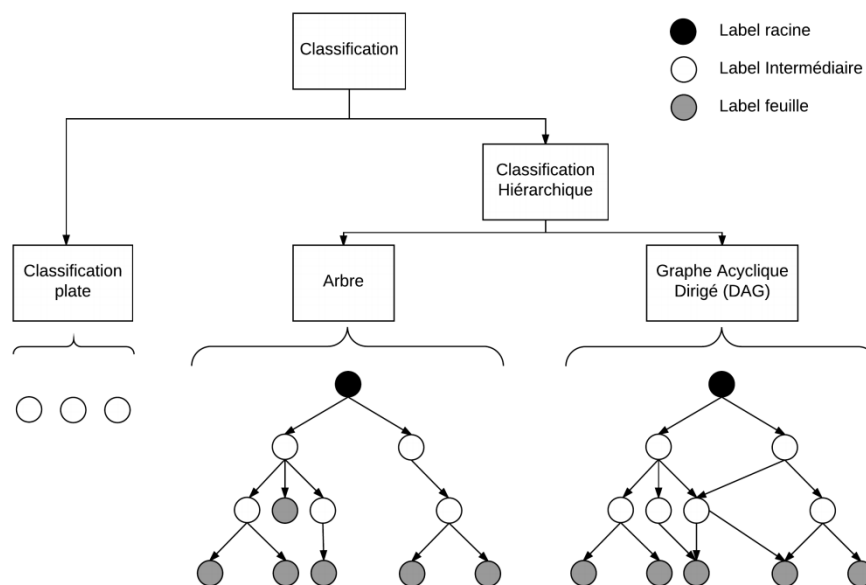 Classification
Label racine
Label Intermédiaire
Label feuille
Classification
Hiérarchique
Classification
plate
Arbre
Graphe Acyclique
Dirigé (DAG)